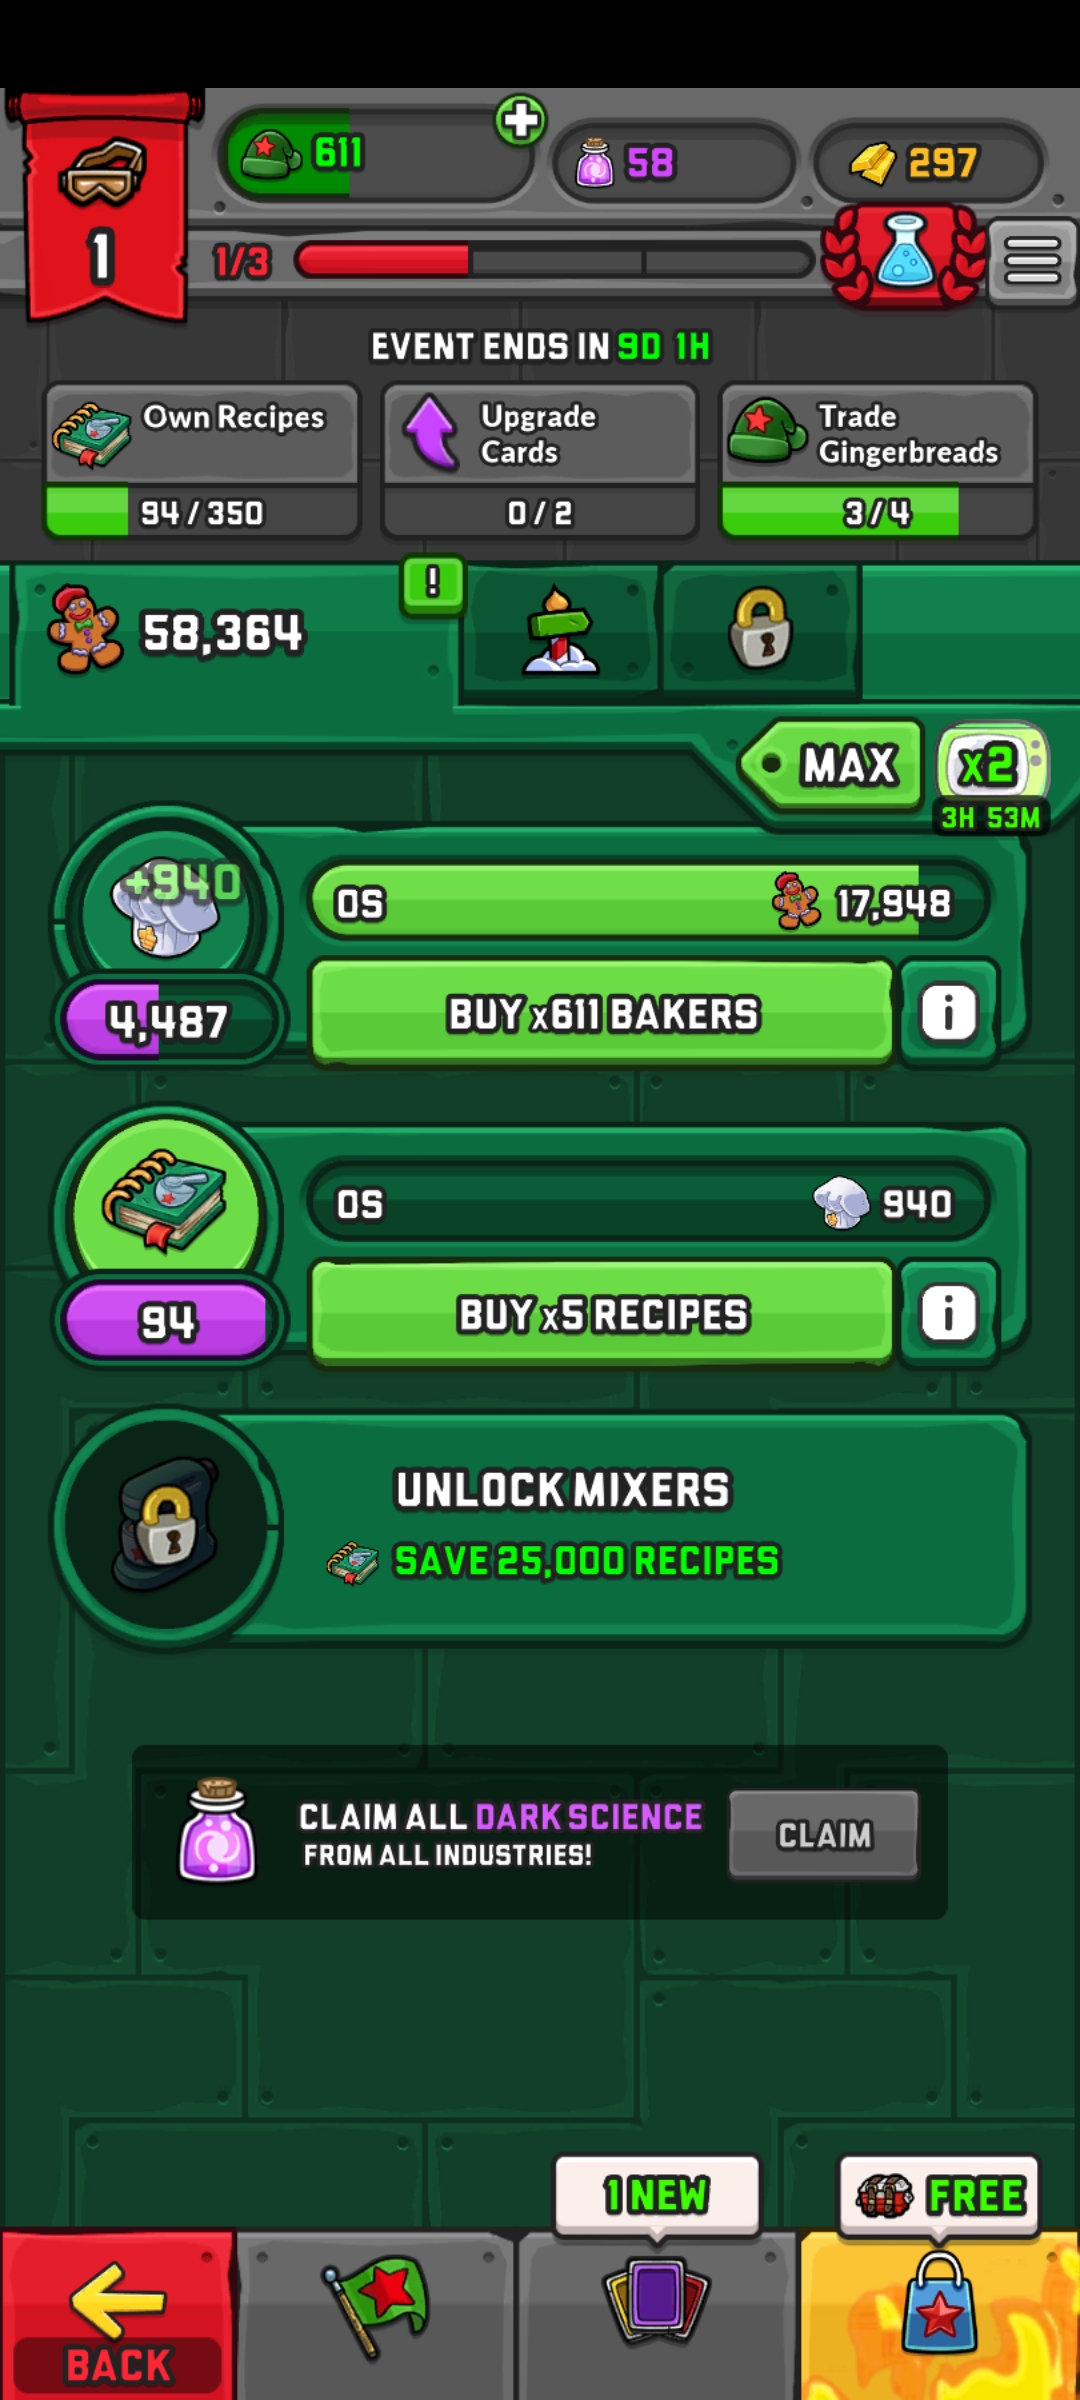 611
58
297
1
1/3
EVENT ENDS IN 9D 1H
Own Recipes
94 / 350
Upgrade
Cards
0 / 2
Trade
Gingerbreads
3 / 4
58,364
!
MAX
x2
3H 53M
+940
0S
17,948
4,487
BUY x611 BAKERS
i
0S
940
94
BUY x5 RECIPES
i
UNLOCK MIXERS
SAVE 25,000 RECIPES
CLAIM ALL DARK SCIENCE
FROM ALL INDUSTRIES!
CLAIM
1 NEW
FREE
BACK